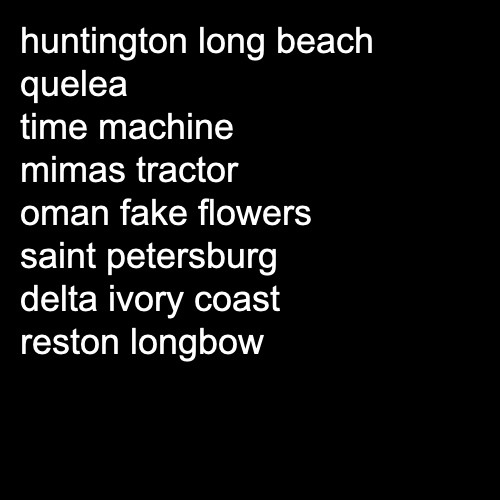 huntington long beach
quelea
time machine
mimas tractor
oman fake flowers
saint petersburg
delta ivory coast
reston longbow